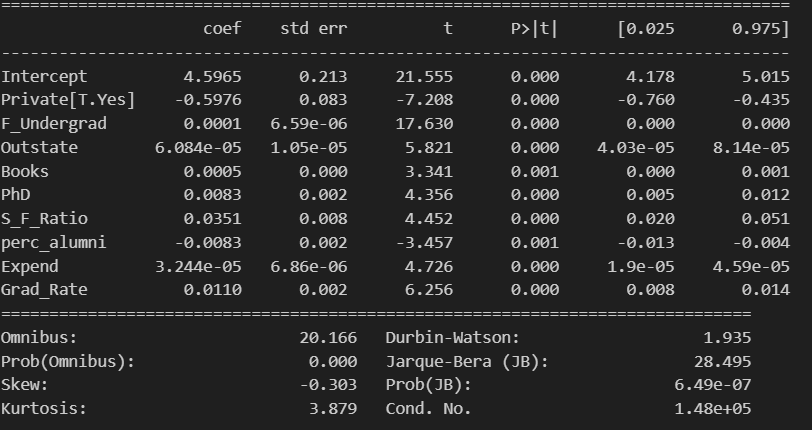 ==============================================================================
                     coef    std err          t      P>|t|      [0.025      0.975]
----------------------------------------------------------------------------------
Intercept          4.5965      0.213     21.555      0.000       4.178       5.015
Private[T.Yes]    -0.5976      0.083     -7.208      0.000      -0.760      -0.435
F_Undergrad        0.0001   6.59e-06     17.630      0.000       0.000       0.000
Outstate        6.084e-05   1.05e-05      5.821      0.000    4.03e-05    8.14e-05
Books              0.0005      0.000      3.341      0.001       0.000       0.001
PhD                0.0083      0.002      4.356      0.000       0.005       0.012
S_F_Ratio          0.0351      0.008      4.452      0.000       0.020       0.051
perc_alumni       -0.0083      0.002     -3.457      0.001      -0.013      -0.004
Expend          3.244e-05   6.86e-06      4.726      0.000     1.9e-05    4.59e-05
Grad_Rate          0.0110      0.002      6.256      0.000       0.008       0.014
==============================================================================
Omnibus:                       20.166   Durbin-Watson:                   1.935
Prob(Omnibus):                  0.000   Jarque-Bera (JB):               28.495
Skew:                          -0.303   Prob(JB):                     6.49e-07
Kurtosis:                       3.879   Cond. No.                     1.48e+05